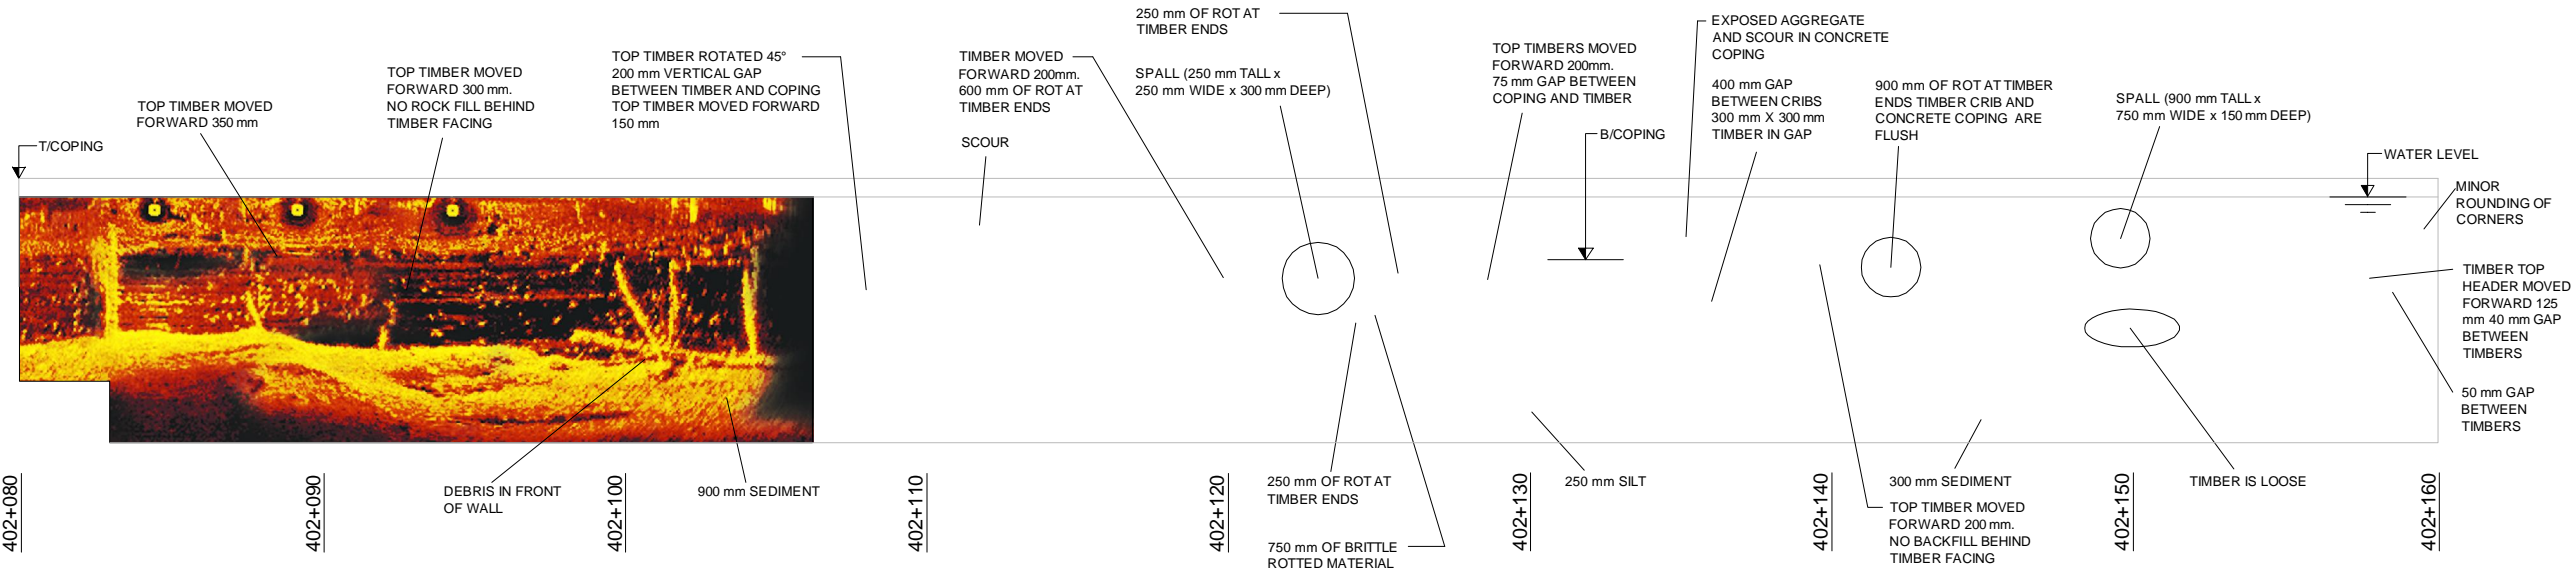 T/COPING
TOP TIMBER MOVED
FORWARD 350 mm
TOP TIMBER MOVED
FORWARD 300 mm.
NO ROCK FILL BEHIND
TIMBER FACING
TOP TIMBER ROTATED 45°
200 mm VERTICAL GAP
BETWEEN TIMBER AND COPING
TOP TIMBER MOVED FORWARD
150 mm
TIMBER MOVED
FORWARD 200mm.
600 mm OF ROT AT
TIMBER ENDS
SCOUR
250 mm OF ROT AT
TIMBER ENDS
SPALL (250 mm TALL x
250 mm WIDE x 300 mm DEEP)
TOP TIMBERS MOVED
FORWARD 200mm.
75 mm GAP BETWEEN
COPING AND TIMBER
B/COPING
EXPOSED AGGREGATE
AND SCOUR IN CONCRETE
COPING
400 mm GAP
BETWEEN CRIBS
300 mm X 300 mm
TIMBER IN GAP
900 mm OF ROT AT TIMBER
ENDS TIMBER CRIB AND
CONCRETE COPING ARE
FLUSH
SPALL (900 mm TALL x
750 mm WIDE x 150 mm DEEP)
WATER LEVEL
MINOR
ROUNDING OF
CORNERS
TIMBER TOP
HEADER MOVED
FORWARD 125
mm 40 mm GAP
BETWEEN
TIMBERS
50 mm GAP
BETWEEN
TIMBERS
DEBRIS IN FRONT
OF WALL
900 mm SEDIMENT
250 mm OF ROT AT
TIMBER ENDS
750 mm OF BRITTLE
ROTTED MATERIAL
250 mm SILT
300 mm SEDIMENT
TOP TIMBER MOVED
FORWARD 200 mm.
NO BACKFILL BEHIND
TIMBER FACING
TIMBER IS LOOSE
402+080
402+090
402+100
402+110
402+120
402+130
402+140
402+150
402+160